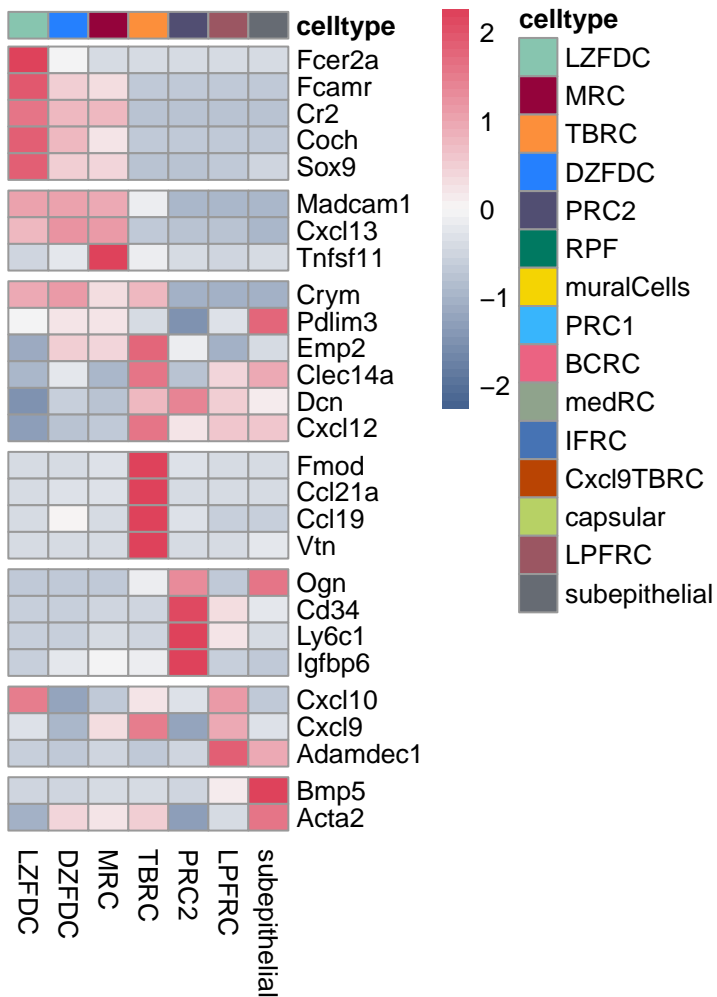 celltype
Fcer2a
Fcamr
Cr2
Coch
Sox9
Madcam1
Cxcl13
Tnfsf11
Crym
Pdlim3
Emp2
Clec14a
Dcn
Cxcl12
Fmod
Ccl21a
Ccl19
Vtn
Ogn
Cd34
Ly6c1
Igfbp6
Cxcl10
Cxcl9
Adamdec1
Bmp5
Acta2
LZFDC
DZFDC
MRC
TBRC
PRC2
LPFRC
subepithelial
2
1
0
−1
−2
celltype
LZFDC
MRC
TBRC
DZFDC
PRC2
RPF
muralCells
PRC1
BCRC
medRC
IFRC
Cxcl9TBRC
capsular
LPFRC
subepithelial